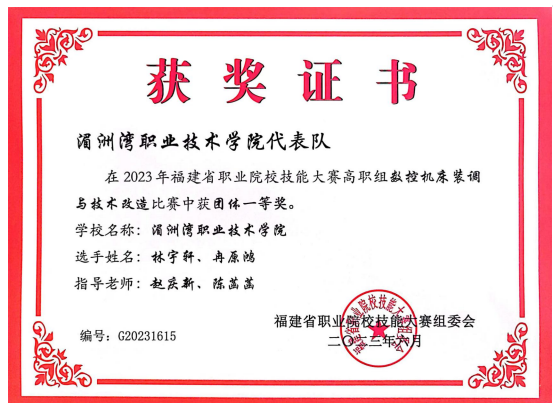 获奖证书
湄洲湾职业技术学院代表队
在2023年福建省职业院校技能大赛高职组数控机床装调
与技术改造比赛中获团体一等奖。
学校名称：湄洲湾职业技术学院
选手姓名：林宇轩、冉原鸿
指导老师：赵庆新、陈菡菡
福建省职业院校技能大赛组委会
编号：G20231615
二〇二三年六月